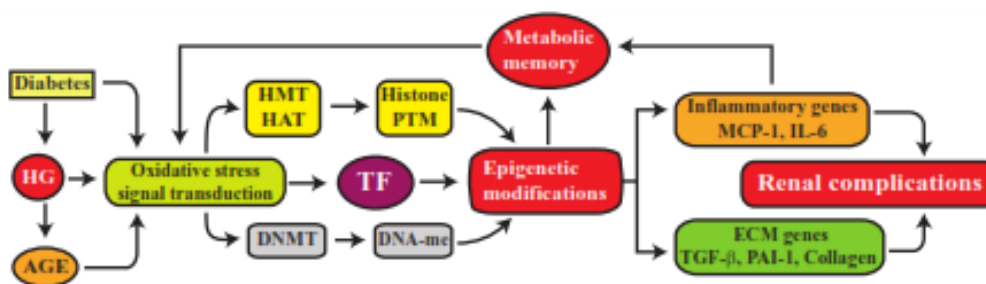 Metabolic
memory
Diabetes
HMT
HAT
Histone
PTM
Inflammatory genes
MCP-1, IL-6
HG
Oxidative stress
signal transduction
TF
Epigenetic
modifications
Renal complications
DNMT
DNA-me
ECM genes
TGF-β, PAI-1, Collagen
AGE